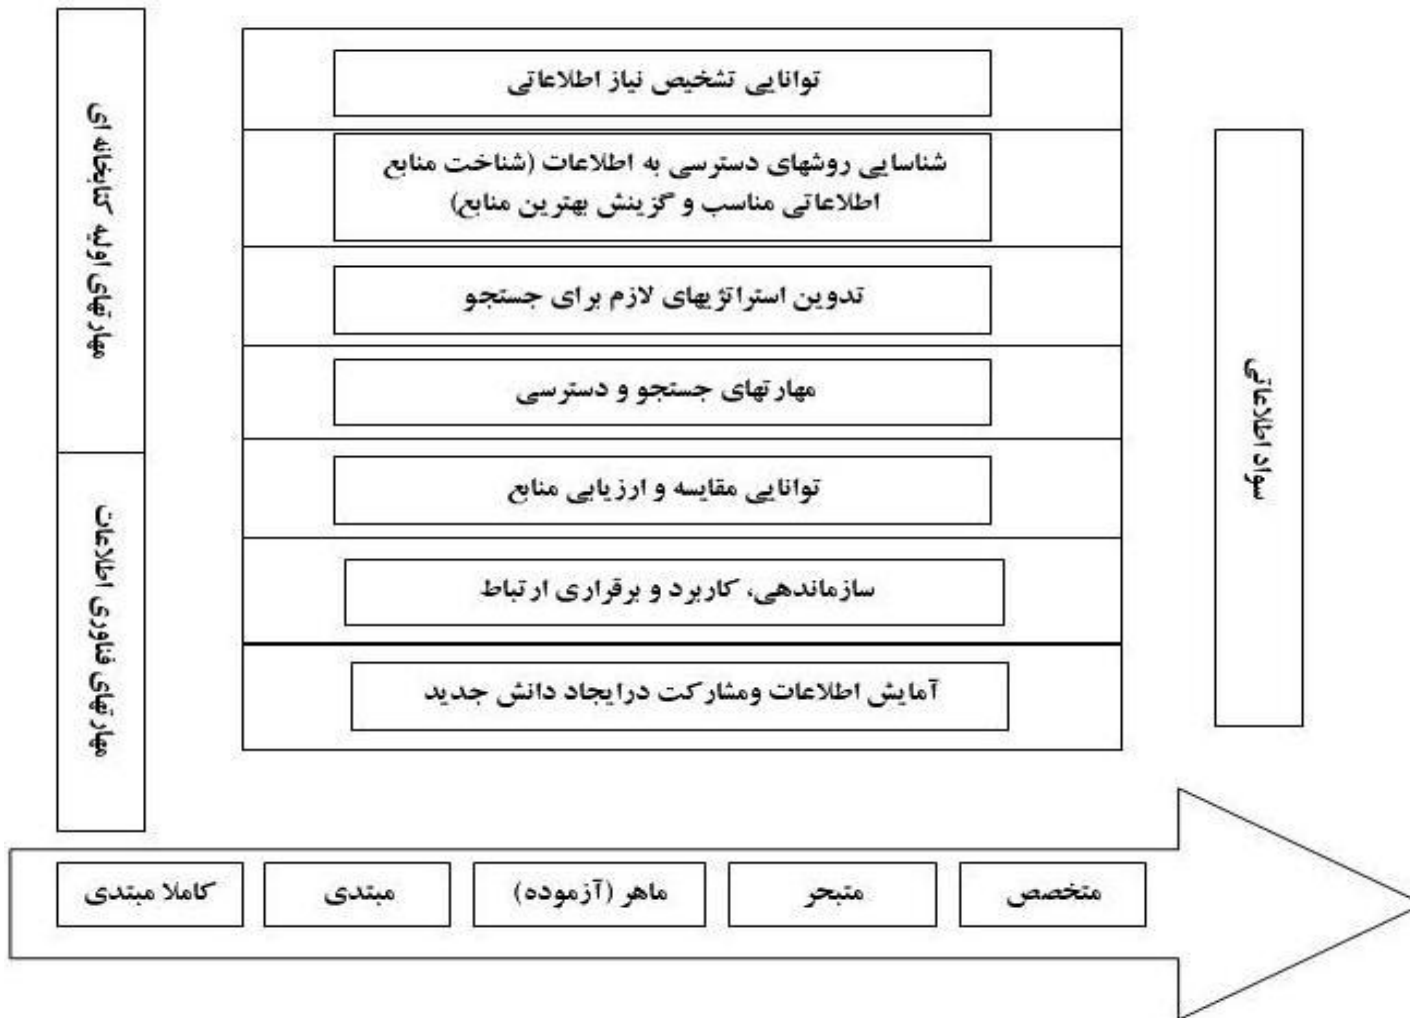 توانایی تشخیص نیاز اطلاعاتی
شناسایی روشهای دسترسی به اطلاعات (شناخت منابع
اطلاعاتی مناسب و گزینش بهترین منابع)
تدوین استراتژیهای لازم برای جستجو
مهارتهای جستجو و دسترسی
توانایی مقایسه و ارزیابی منابع
سازماندهی، کاربرد و برقراری ارتباط
آمایش اطلاعات ومشارکت درایجاد دانش جدید
سواد اطلاعاتی
مهارتهای اولیه کتابخانه ای
مهارتهای فناوری اطلاعات
کاملا مبتدی
مبتدی
ماهر (آزموده)
متبحر
متخصص